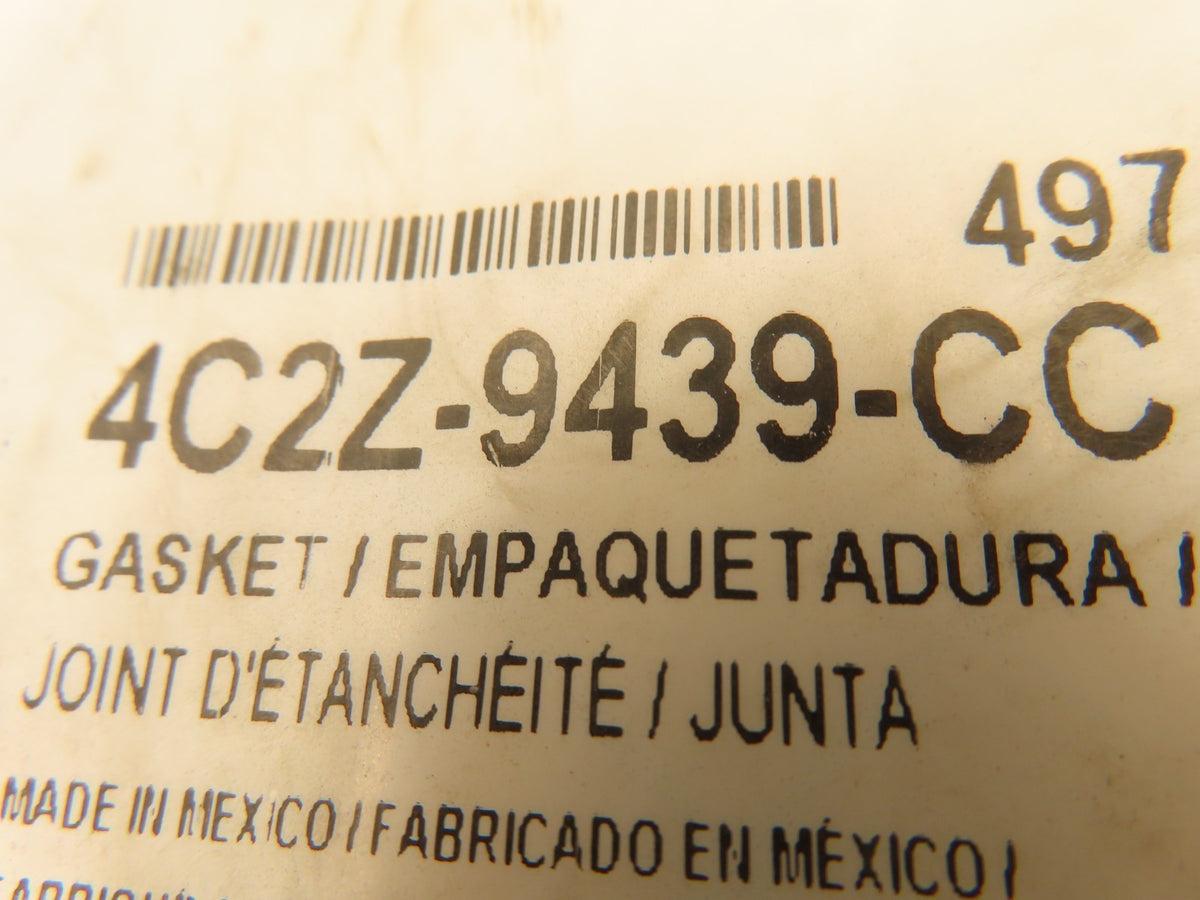 497
4C2Z-9439-CC
GASKET / EMPAQUETADURA /
JOINT D'ÉTANCHÉITÉ / JUNTA
MADE IN MEXICO / FABRICADO EN MÉXICO /